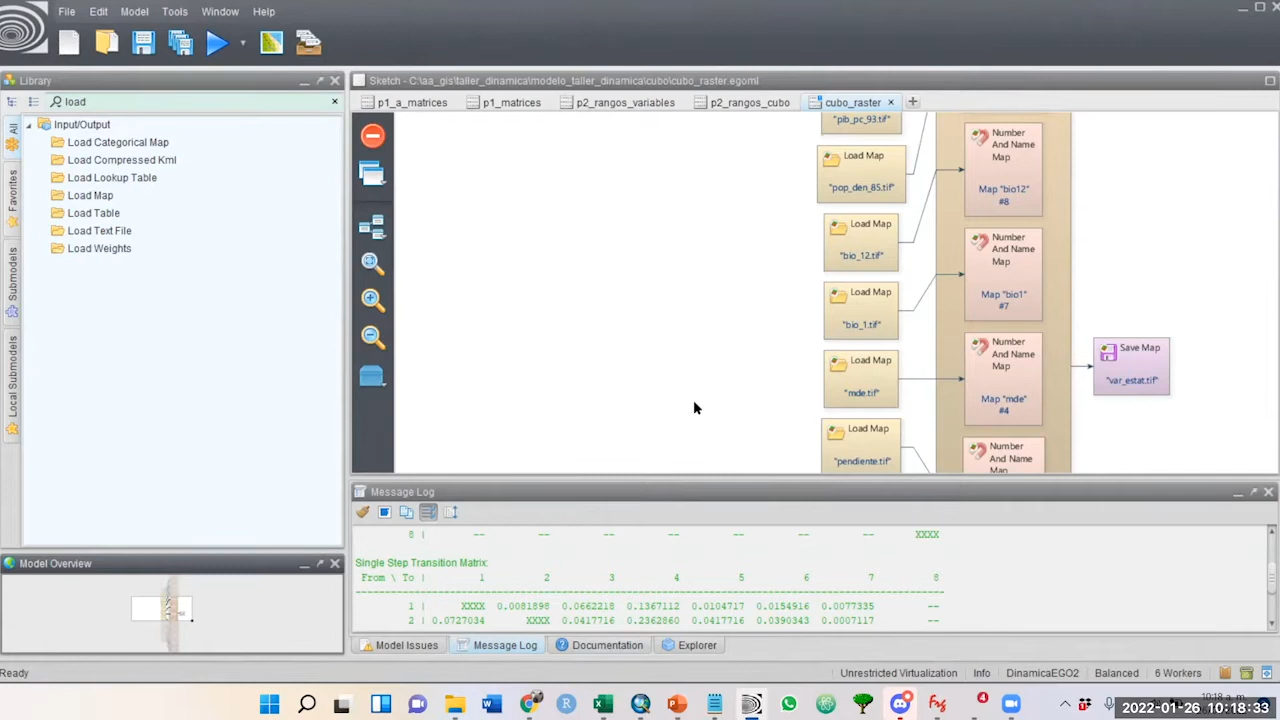 File Edit Model Tools Window Help
Library
load
All
Favorites
Submodels
Local Submodels
Input/Output
Load Categorical Map
Load Compressed Kml
Load Lookup Table
Load Map
Load Table
Load Text File
Load Weights
Model Overview
Sketch - C:\aa_gis\taller_dinamica\modelo_taller_dinamica\cubo\cubo_raster.egoml
p1_a_matrices p1_matrices p2_rangos_variables p2_rangos_cubo cubo_raster
"pib_pc_93.tif"
Load Map
"pop_den_85.tif"
Load Map
"bio_12.tif"
Load Map
"bio_1.tif"
Load Map
"mde.tif"
Load Map
"pendiente.tif"
Number
And Name
Map
Map "bio12"
#8
Number
And Name
Map
Map "bio1"
#7
Number
And Name
Map
Map "mde"
#4
Number
And Name
Map
Save Map
"var_estat.tif"
Message Log
8 | -- -- -- -- -- -- -- XXXX
Single Step Transition Matrix:
From \ To | 1 2 3 4 5 6 7 8
1 | XXXX 0.0081898 0.0662218 0.1367112 0.0104717 0.0154916 0.0077335 --
2 | 0.0727034 XXXX 0.0417716 0.2362860 0.0417716 0.0390343 0.0007117 --
Model Issues Message Log Documentation Explorer
Ready
Unrestricted Virtualization Info DinamicaEGO2 Balanced 6 Workers
4
2022-01-26 10:18:33